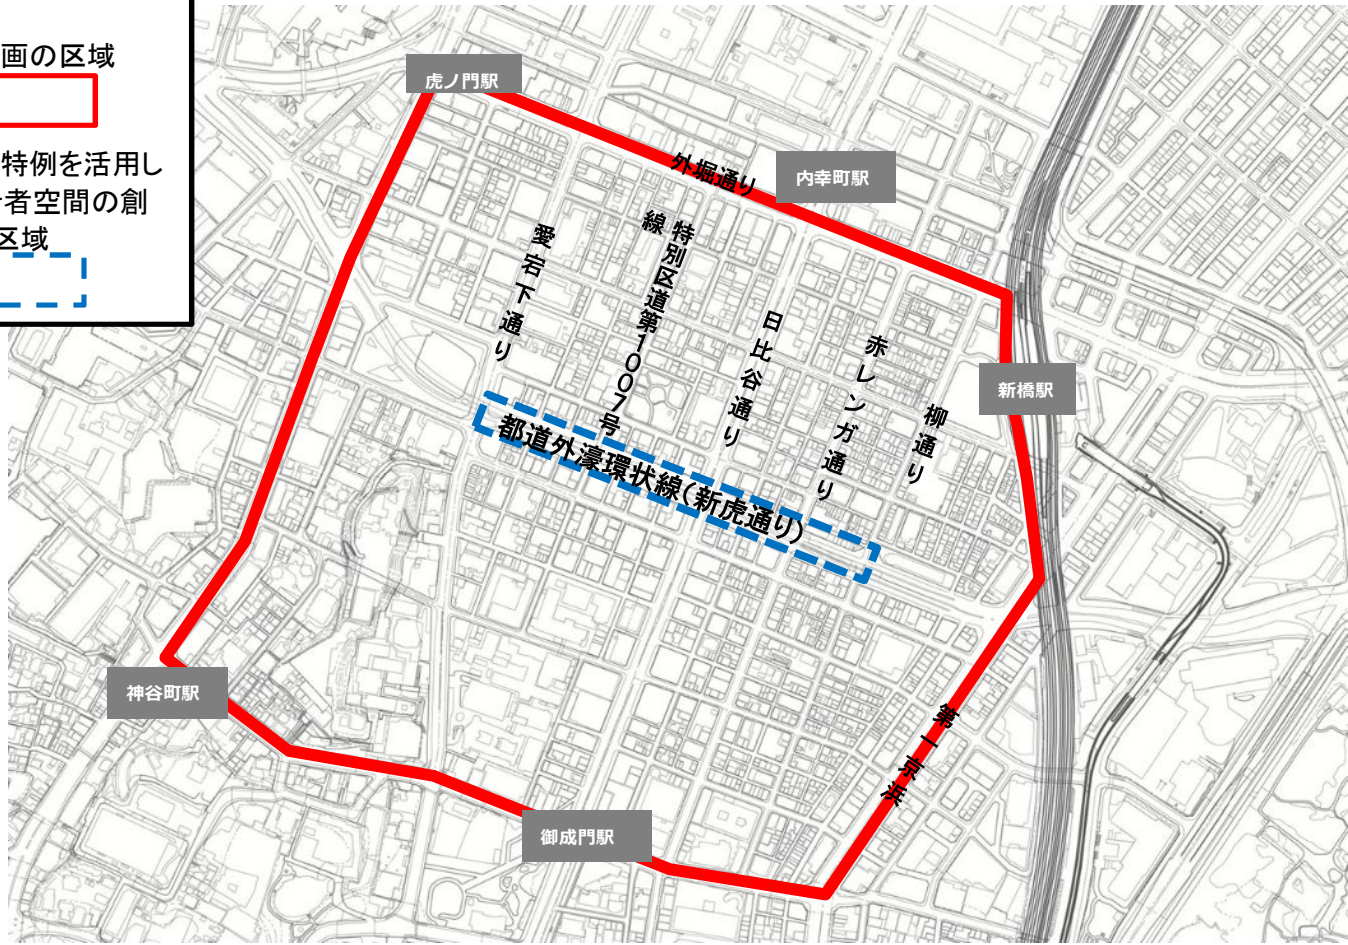 画の区域
特例を活用し
者空間の創
区域
虎ノ門駅
外堀通り
内幸町駅
愛宕下通り
特別区道第1007号
線
日比谷通り
赤レンガ通り
柳通り
新橋駅
都道外濠環状線(新虎通り)
神谷町駅
第一京浜
御成門駅